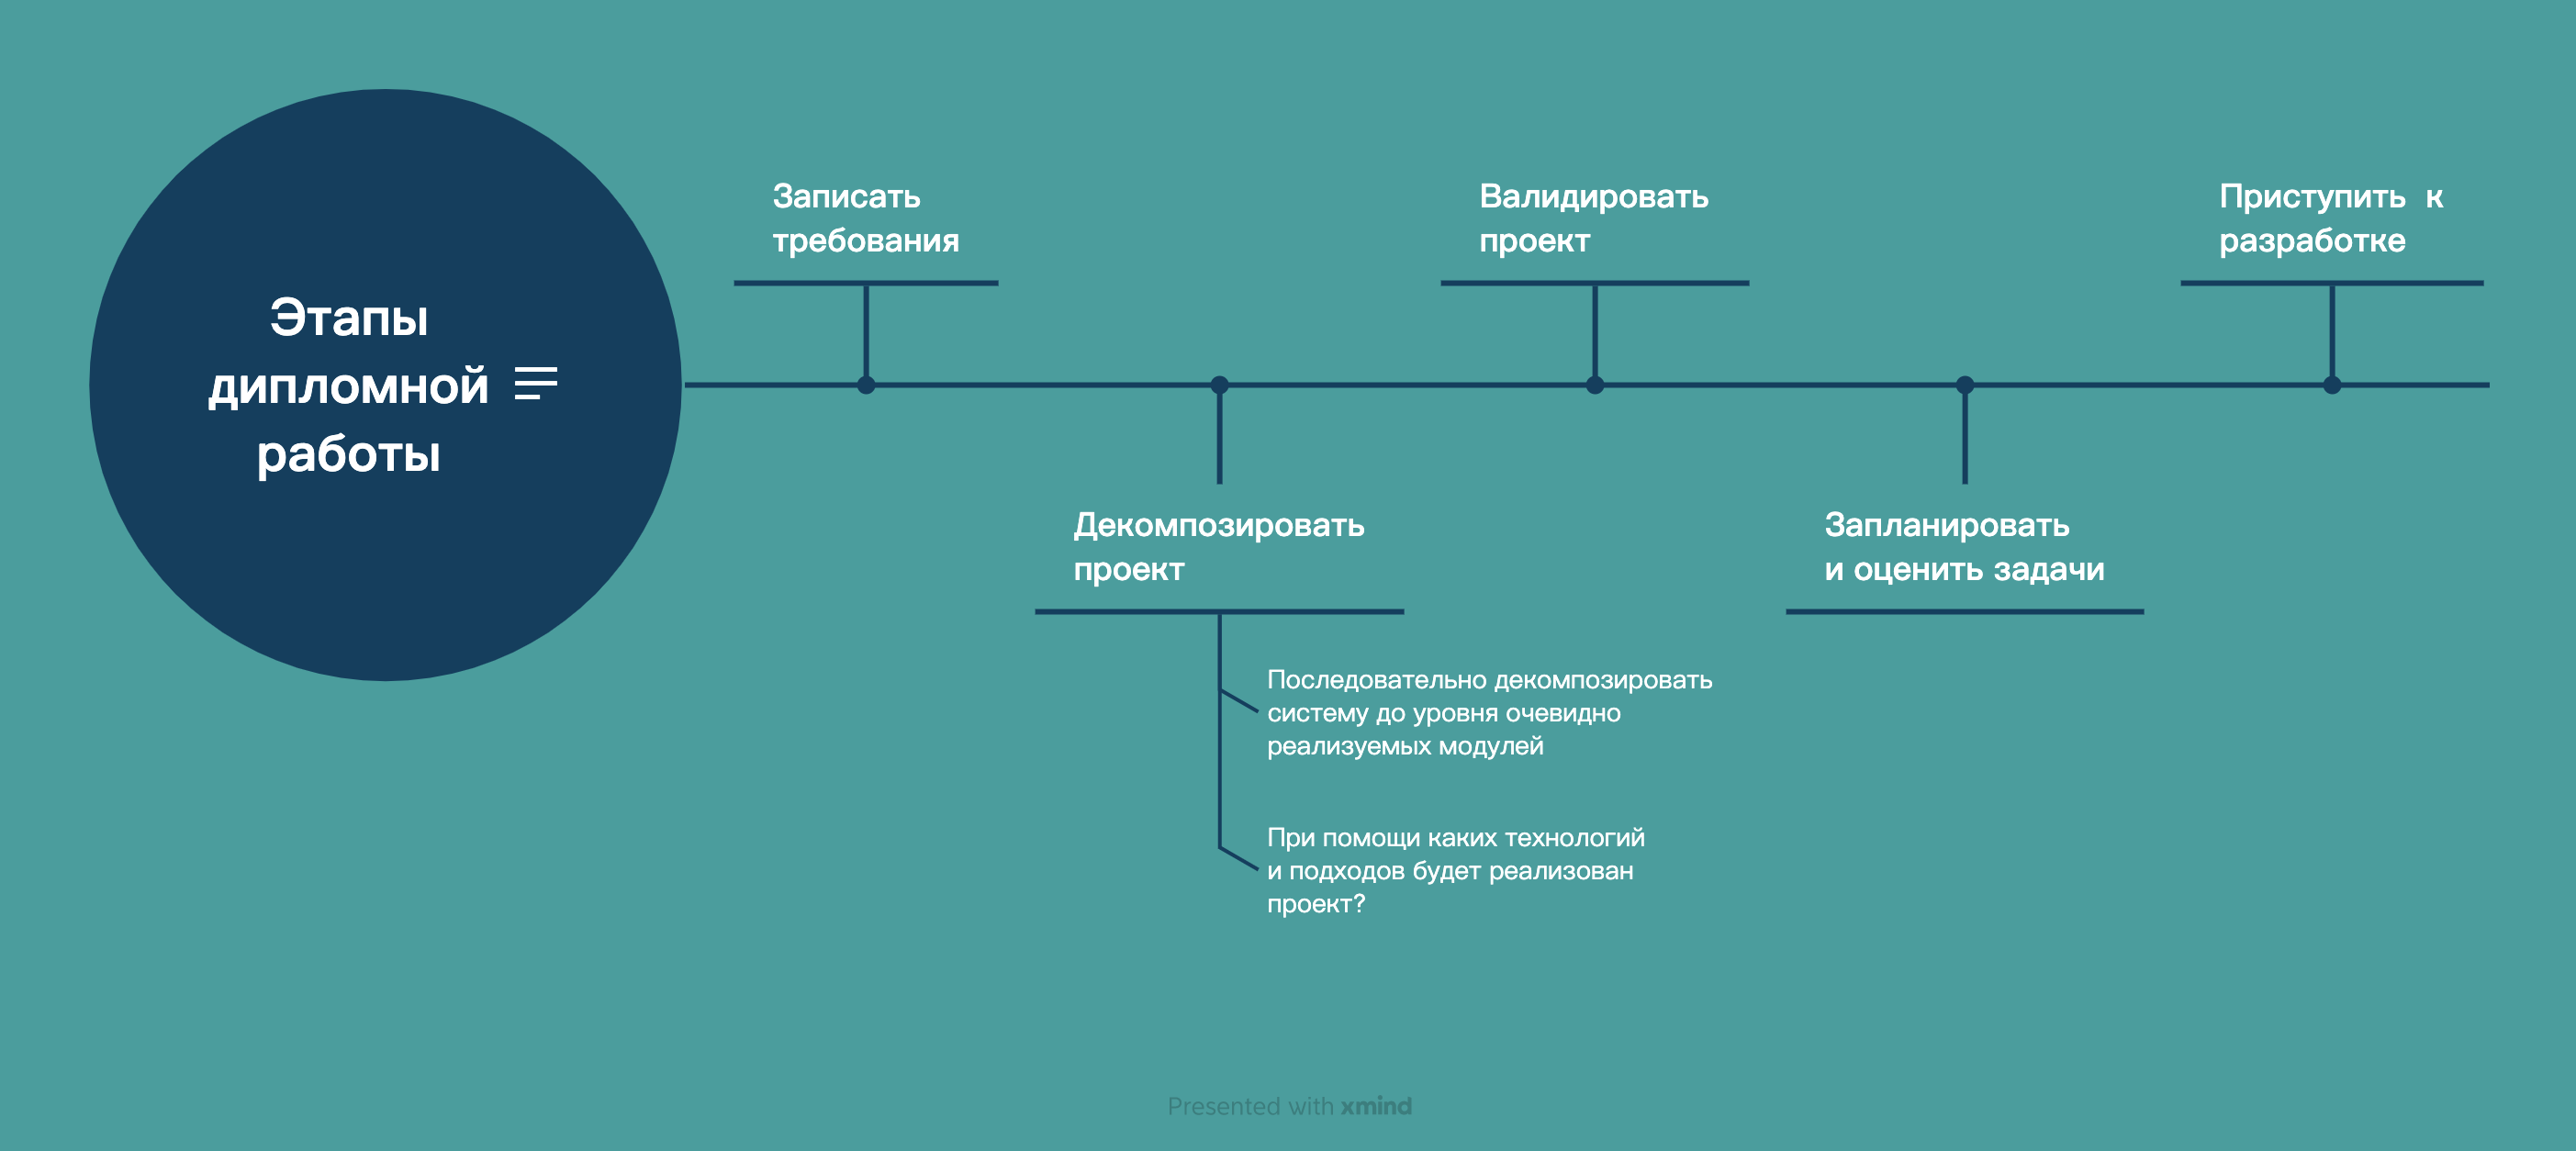 Этапы
дипломной
работы
Записать
требования
Декомпозировать
проект
Последовательно декомпозировать
систему до уровня очевидно
реализуемых модулей
При помощи каких технологий
и подходов будет реализован
проект?
Валидировать
проект
Запланировать
и оценить задачи
Приступить к
разработке
Presented with xmind